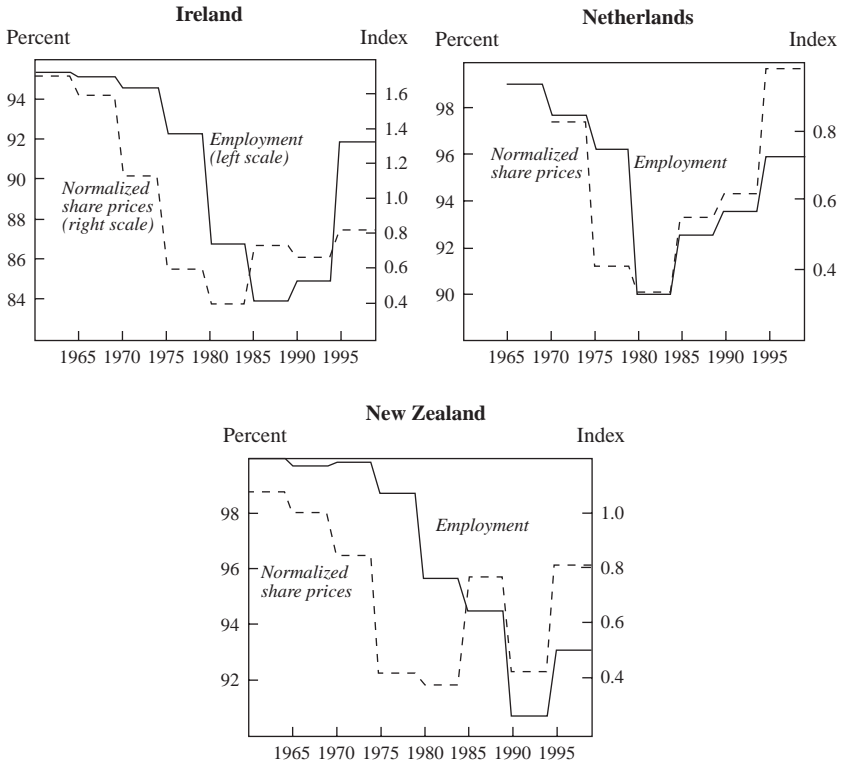 Ireland
Percent
Index
94
92
90
88
86
84
1.6
1.4
1.2
1.0
0.8
0.6
0.4
Employment
(left scale)
Normalized
share prices
(right scale)
1965 1970 1975 1980 1985 1990 1995
Netherlands
Percent
Index
98
96
94
92
90
0.8
0.6
0.4
Normalized
share prices
Employment
1965 1970 1975 1980 1985 1990 1995
New Zealand
Percent
Index
98
96
94
92
1.0
0.8
0.6
0.4
Employment
Normalized
share prices
1965 1970 1975 1980 1985 1990 1995